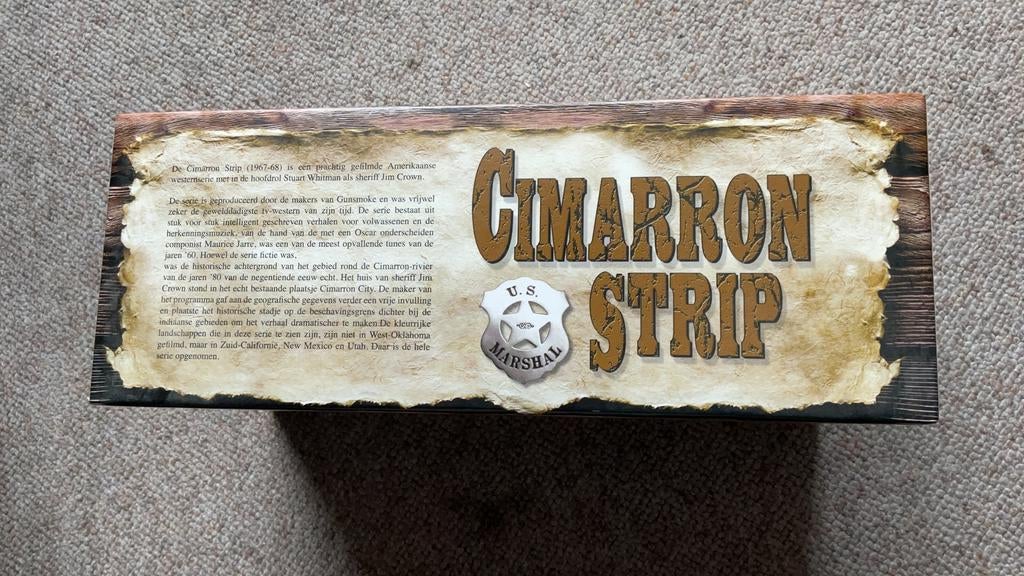 De Cimarron Strip (1967-68) is een prachtig gefilmde Amerikaanse
westernserie met in de hoofdrol Stuart Whitman als sheriff Jim Crown.
De serie is geproduceerd door de makers van Gunsmoke en was vrijwel
zeker de gewelddadigste tv-western van zijn tijd. De serie bestaat uit
stuk voor stuk intelligent geschreven verhalen voor volwassenen en de
herkenningsmuziek, van de hand van de met een Oscar onderscheiden
componist Maurice Jarre, was een van de meest opvallende tunes van de
jaren '60. Hoewel de serie fictie was,
was de historische achtergrond van het gebied rond de Cimarron-rivier
van de jaren '80 van de negentiende eeuw echt. Het huis van sheriff Jim
Crown stond in het echt bestaande plaatsje Cimarron City. De maker van
het programma gaf aan de geografische gegevens verder een vrije invulling
en plaatste het historische stadje op de beschavingsgrens dichter bij de
indiaanse gebieden om het verhaal dramatischer te maken.De kleurrijke
landschappen die in deze serie te zien zijn, zijn niet in West-Oklahoma
gefilmd, maar in Zuid-Californië, New Mexico en Utah. Daar is de hele
serie opgenomen.
CIMARRON
STRIP
U.S.
MARSHAL